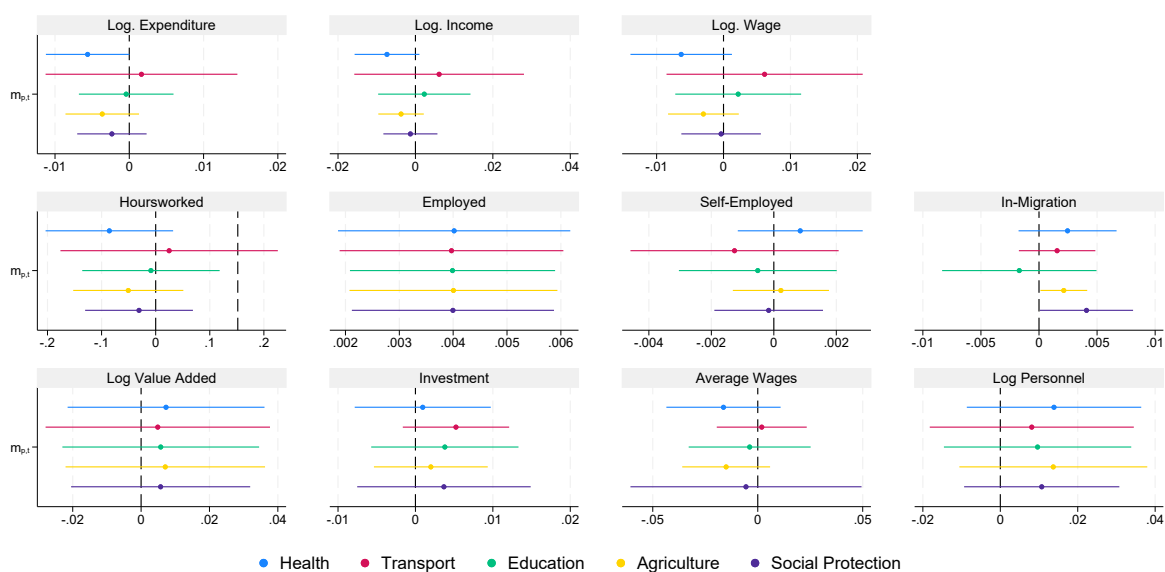 Log. Expenditure Log. Income Log. Wage
m p,t
-.01 0 .01 .02 -.02 0 .02 .04 -.01 0 .01 .02
Hoursworked Employed Self-Employed In-Migration
m p,t
-.2 -.1 0 .1 .2 .002 .003 .004 .005 .006 -.004 -.002 0 .002 -.01 -.005 0 .005 .01
Log Value Added Investment Average Wages Log Personnel
m p,t
-.02 0 .02 .04 -.01 0 .01 .02 -.05 0 .05 -.02 0 .02 .04
Health Transport Education Agriculture Social Protection